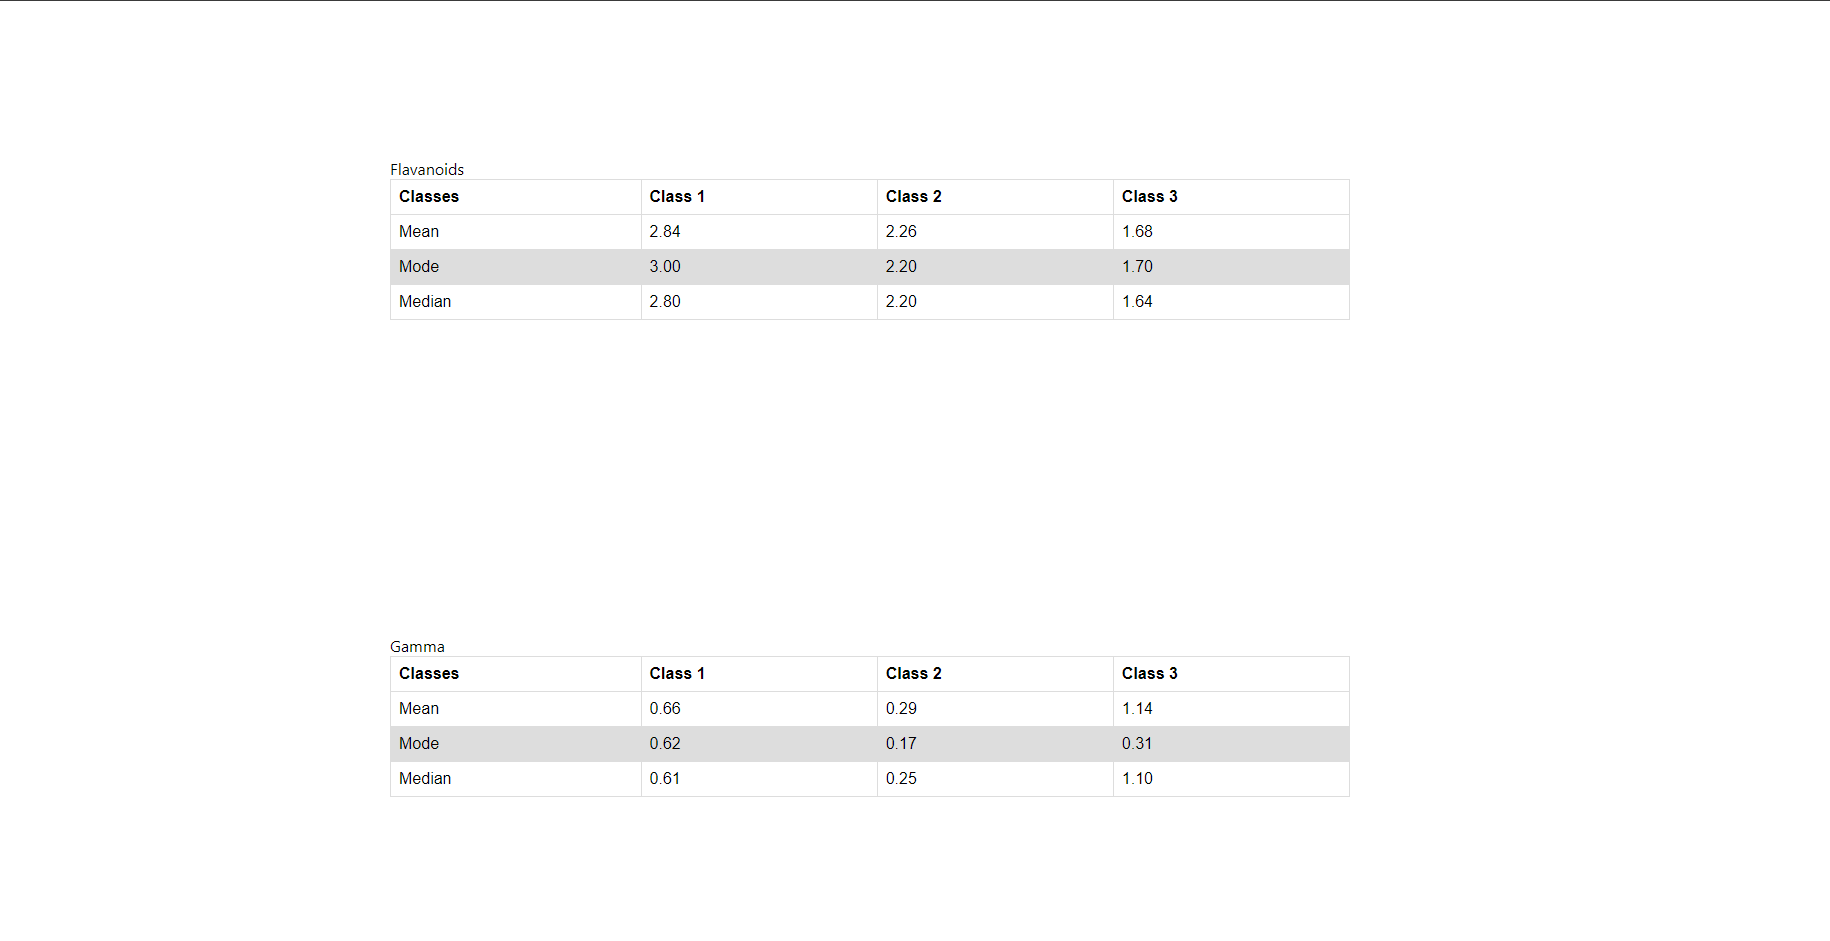 Flavanoids
Classes Class 1 Class 2 Class 3
Mean 2.84 2.26 1.68
Mode 3.00 2.20 1.70
Median 2.80 2.20 1.64
Gamma
Classes Class 1 Class 2 Class 3
Mean 0.66 0.29 1.14
Mode 0.62 0.17 0.31
Median 0.61 0.25 1.10